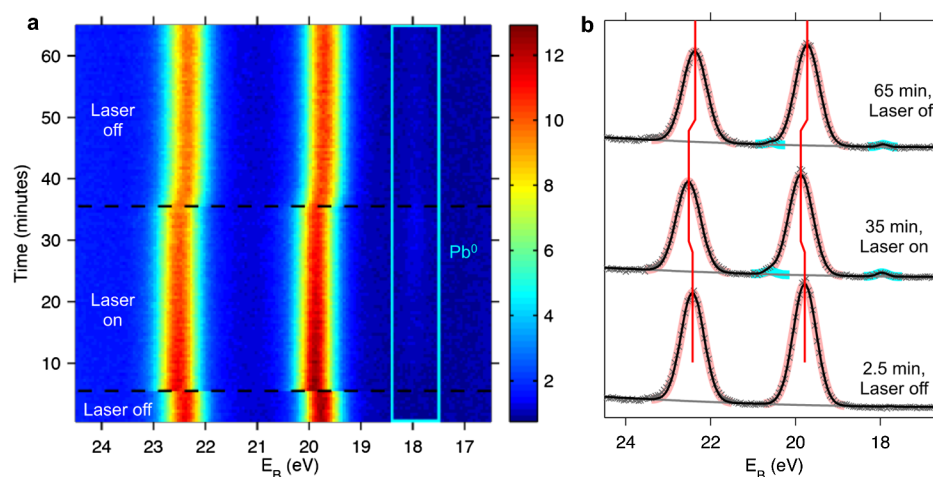 a
b
60
50
40
30
20
10
Time (minutes)
Laser
off
Laser
on
Laser off
Pb⁰
12
10
8
6
4
2
24
23
22
21
20
19
18
17
E_B (eV)
65 min,
Laser of
35 min,
Laser on
2.5 min,
Laser off
24
22
20
18
E_B (eV)